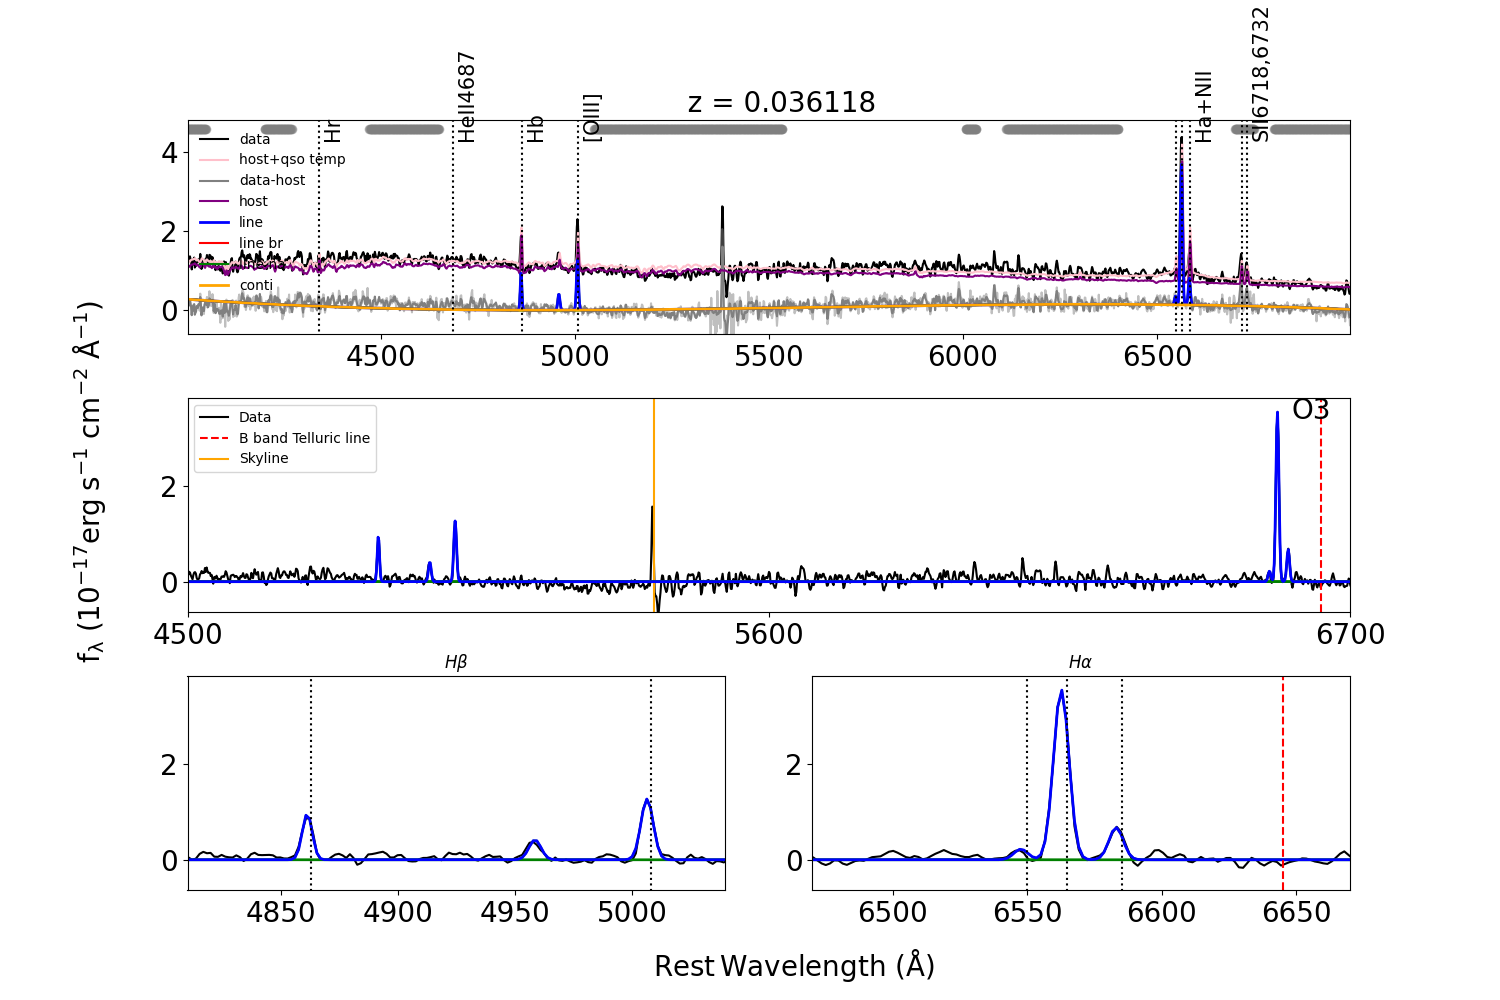 z = 0.036118
Hr
HeII4687
Hb
[OIII]
Ha+NII
SII6718,6732
data
host+qso temp
data-host
host
line
line br
conti
4
2
0
4500
5000
5500
6000
6500
f_λ (10⁻¹⁷erg s⁻¹ cm⁻² Å⁻¹)
Data
B band Telluric line
Skyline
O3
2
0
4500
5600
6700
Hβ
2
0
4850
4900
4950
5000
Hα
2
0
6500
6550
6600
6650
Rest Wavelength (Å)